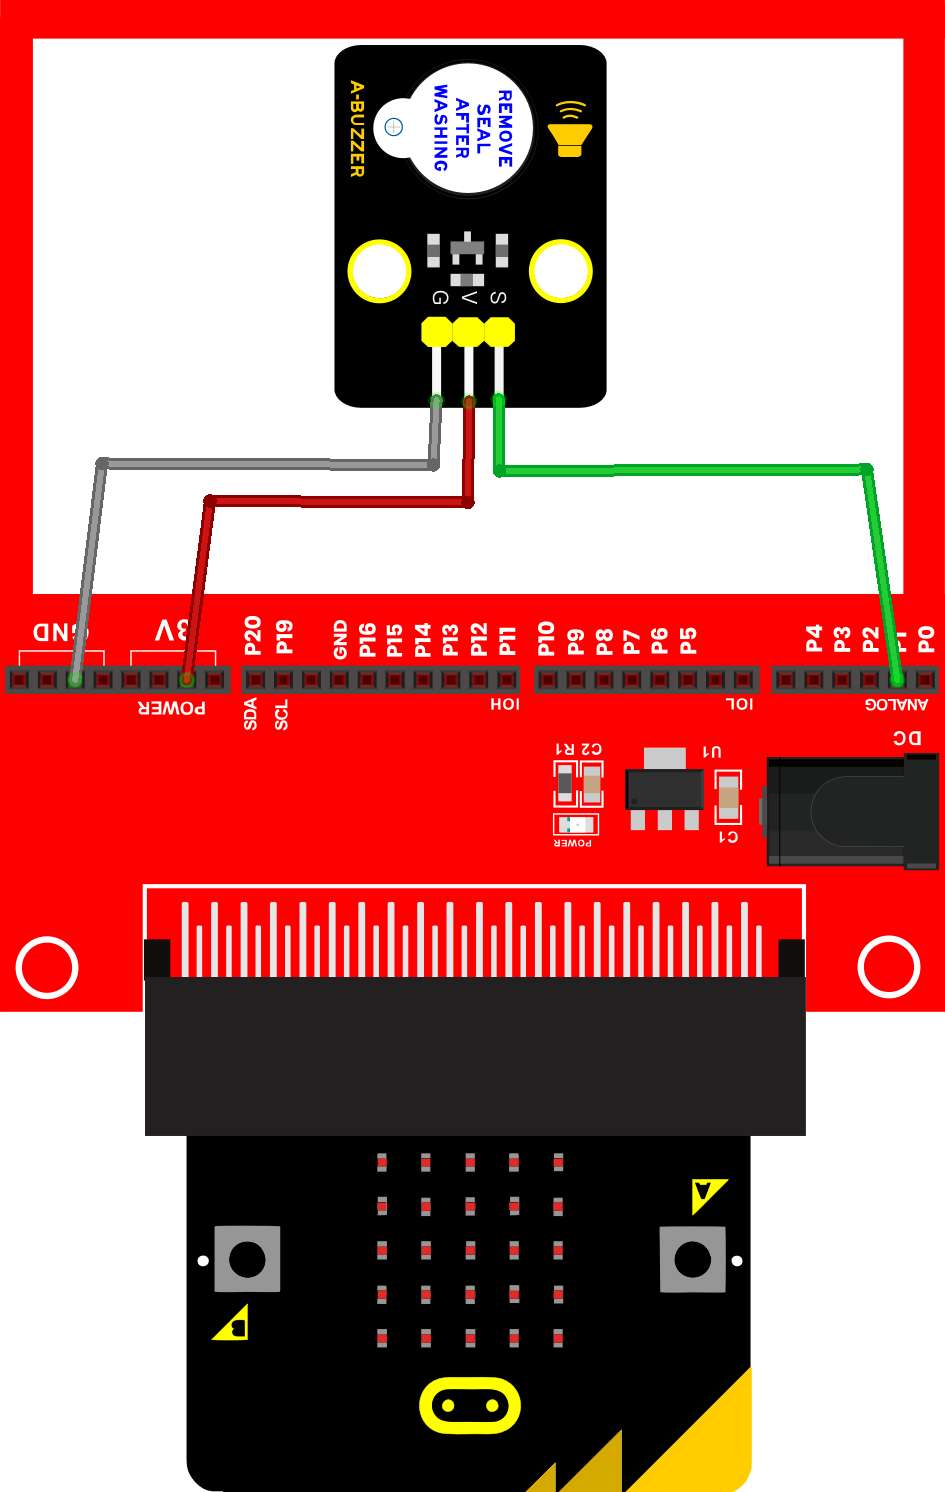 A-BUZZER
REMOVE
SEAL
AFTER
WASHING
G V S
GND
3V
P20
P19
GND
P16
P15
P14
P13
P12
P11
P10
P9
P8
P7
P6
P5
P4
P3
P2
P1
P0
POWER
SDA
SCL
IOH
IOL
ANALOG
DC
R1
C2
U1
POWER
C1
A
B